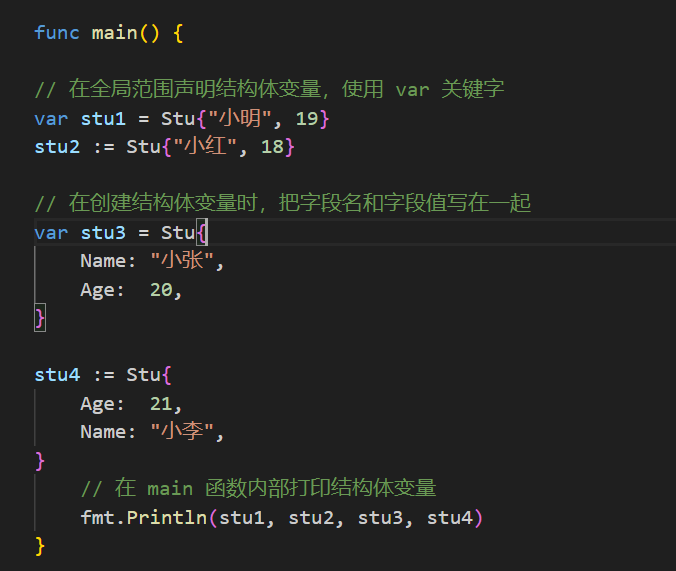 func main() {
// 在全局范围声明结构体变量，使用 var 关键字
var stu1 = Stu{"小明", 19}
stu2 := Stu{"小红", 18}
// 在创建结构体变量时，把字段名和字段值写在一起
var stu3 = Stu{
    Name: "小张",
    Age:  20,
}
stu4 := Stu{
    Age:  21,
    Name: "小李",
}
    // 在 main 函数内部打印结构体变量
    fmt.Println(stu1, stu2, stu3, stu4)
}